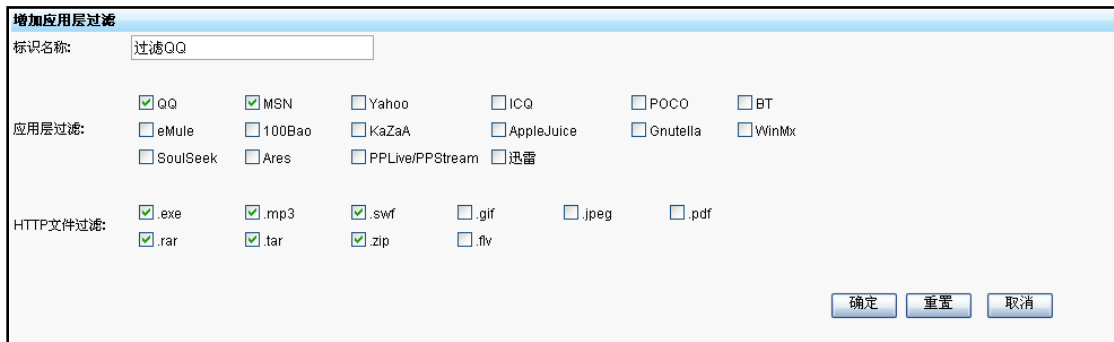 增加应用层过滤
标识名称: 过滤QQ
QQ MSN Yahoo ICQ POCO BT
应用层过滤: eMule 100Bao KaZaA AppleJuice Gnutella WinMx
SoulSeek Ares PPLive/PPStream 迅雷
.exe .mp3 .swf .gif .jpeg .pdf
HTTP文件过滤:
.rar .tar .zip .flv
确定 重置 取消